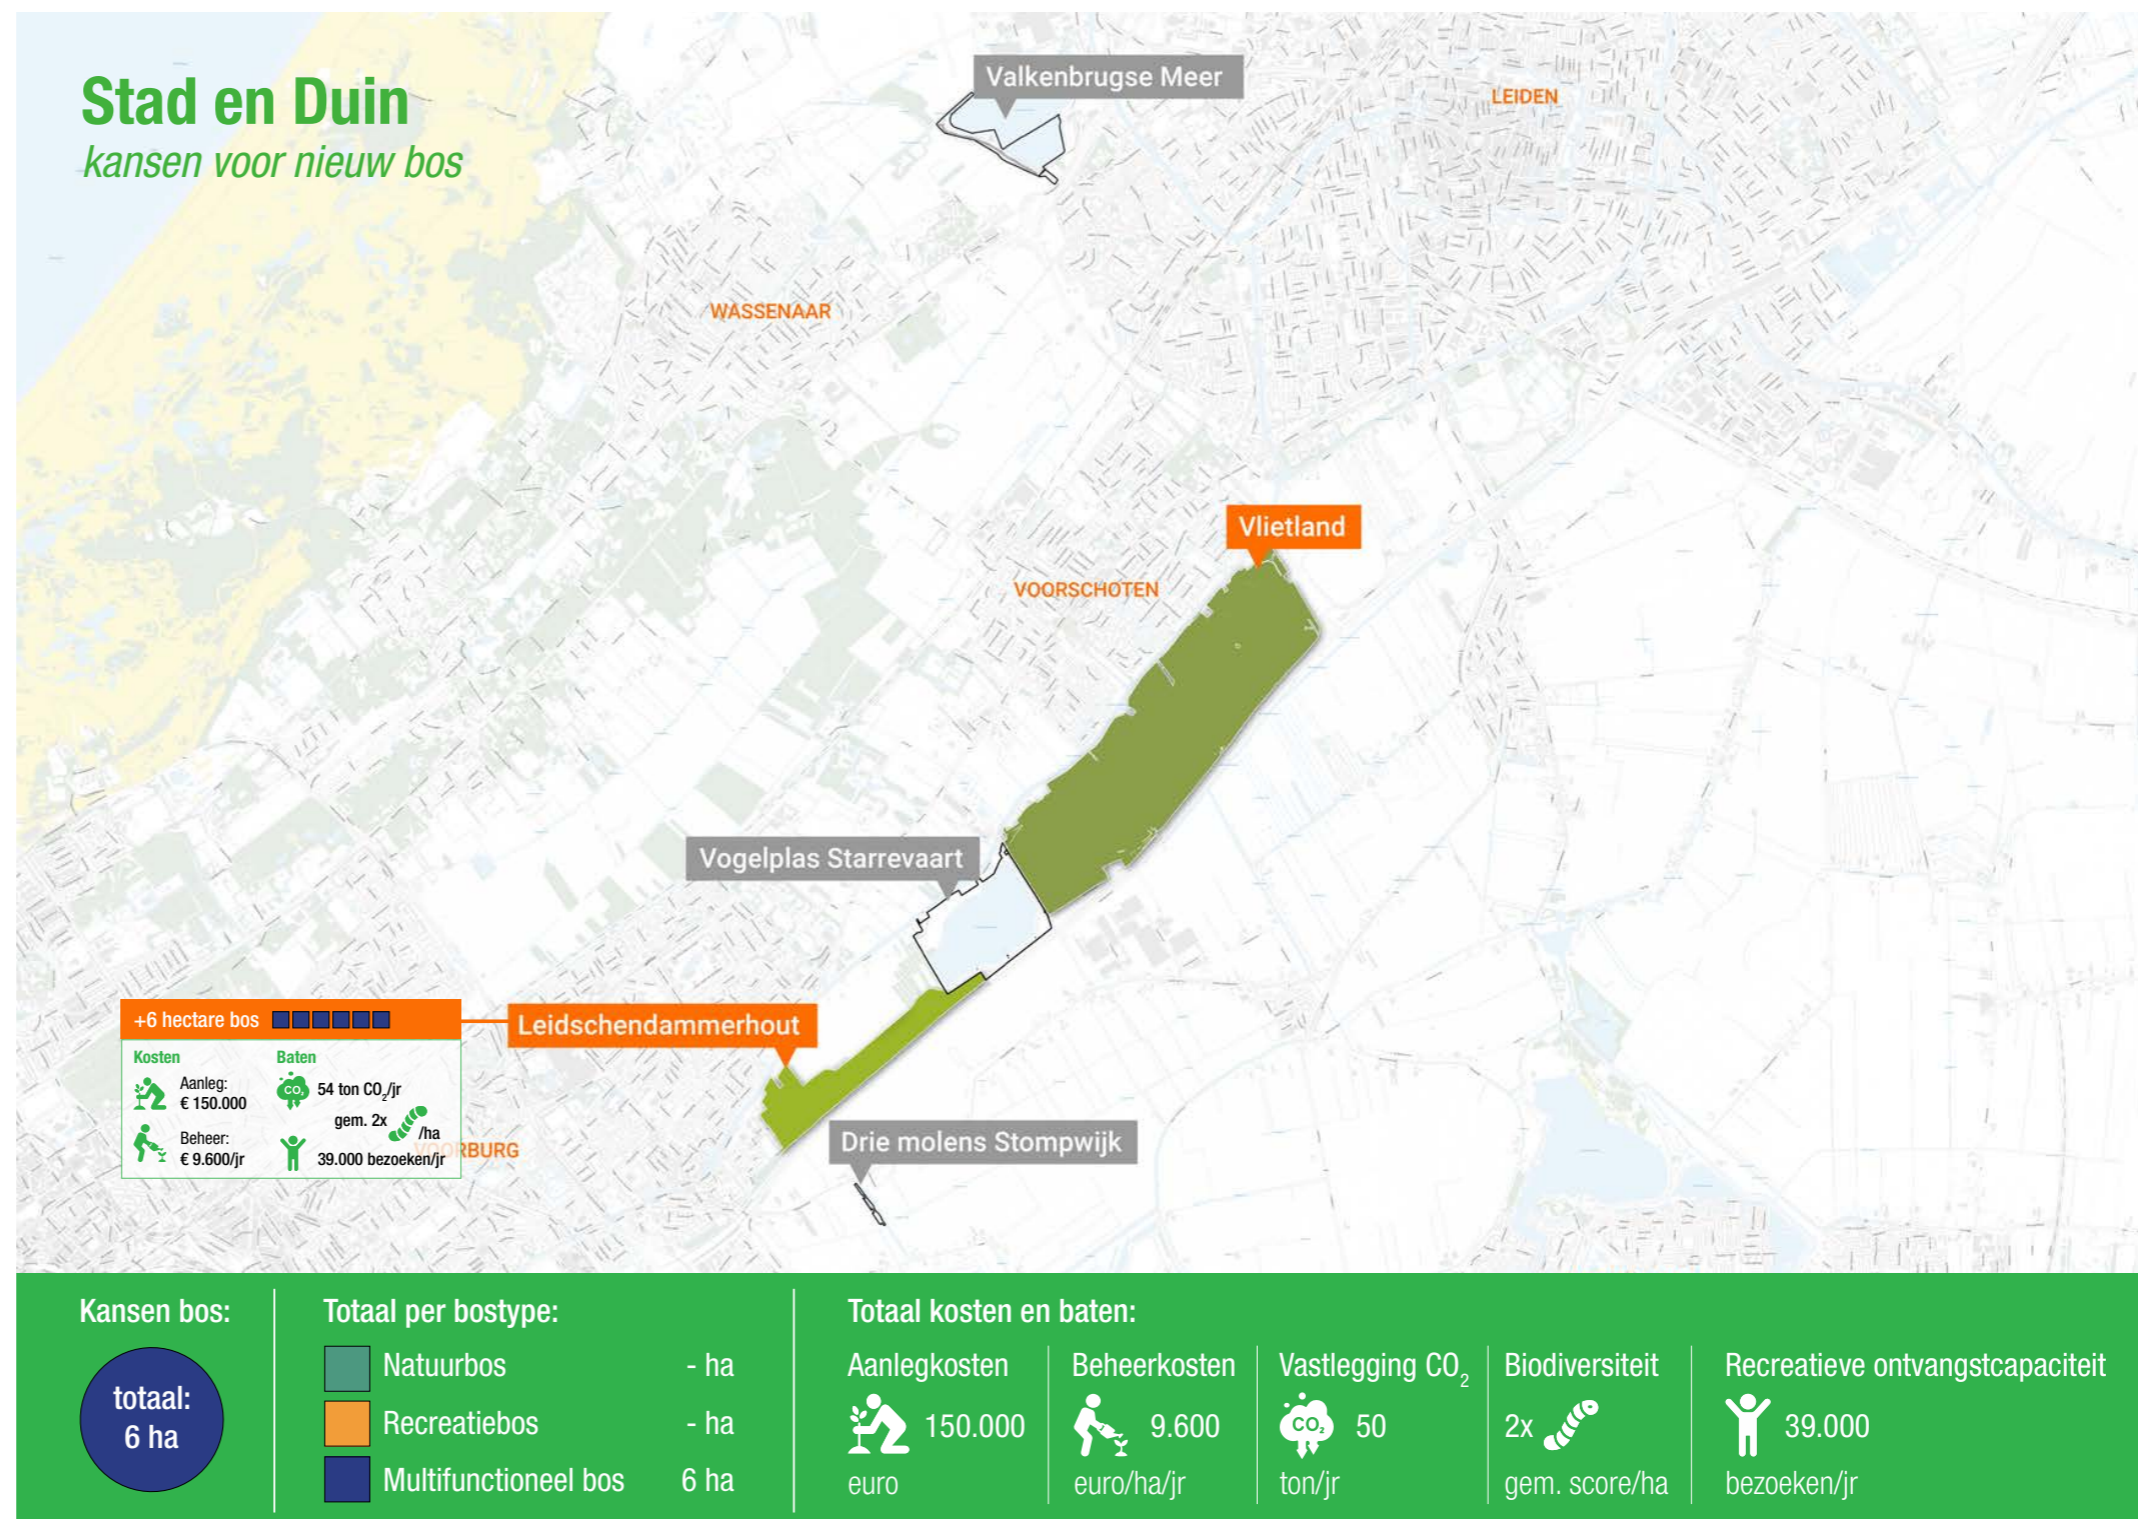 Stad en Duin
kansen voor nieuw bos
Valkenbrugse Meer
LEIDEN
WASSENAAR
Vlietland
VOORSCHOTEN
Vogelplas Starrevaart
Leidschendammerhout
+6 hectare bos
Kosten
Baten
Aanleg:
€ 150.000
CO₂
54 ton CO₂/jr
gem. 2x /ha
Beheer:
€ 9.600/jr
39.000 bezoeken/jr
VOORBURG
Drie molens Stompwijk
Kansen bos:
totaal:
6 ha
Totaal per bostype:
Natuurbos - ha
Recreatiebos - ha
Multifunctioneel bos 6 ha
Totaal kosten en baten:
Aanlegkosten
150.000
euro
Beheerkosten
9.600
euro/ha/jr
Vastlegging CO₂
CO₂
50
ton/jr
Biodiversiteit
2x
gem. score/ha
Recreatieve ontvangstcapaciteit
39.000
bezoeken/jr